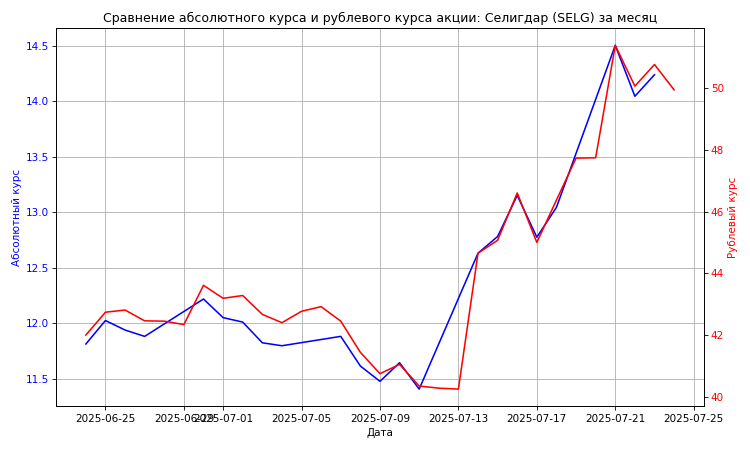 Сравнение абсолютного курса и рублевого курса акции: Селигдар (SELG) за месяц
Абсолютный курс
14.5
14.0
13.5
13.0
12.5
12.0
11.5
50
48
46
44
42
40
Рублевый курс
2025-06-25 2025-06-29 2025-07-01 2025-07-05 2025-07-09 2025-07-13 2025-07-17 2025-07-21 2025-07-25
Дата